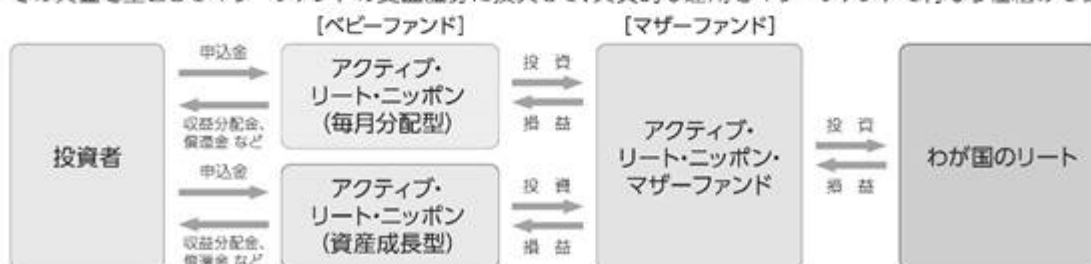 [ベビーファンド]
[マザーファンド]
投資者
申込金
収益分配金、
償還金 など
アクティブ・
リート・ニッポン
(毎月分配型)
投 資
損 益
申込金
収益分配金、
償還金 など
アクティブ・
リート・ニッポン
(資産成長型)
投 資
損 益
アクティブ・
リート・ニッポン・
マザーファンド
投 資
損 益
わが国のリート